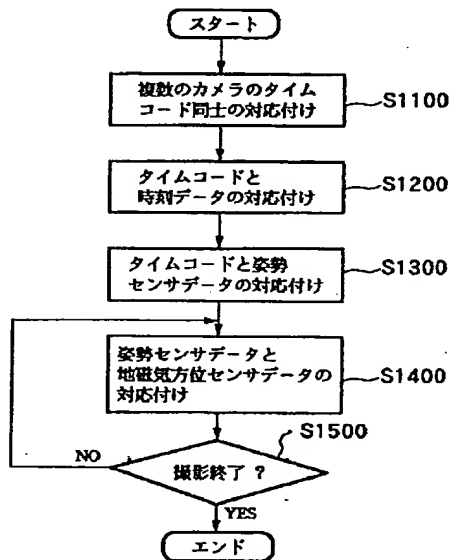 スタート
複数のカメラのタイム
コード同士の対応付け
S1100
タイムコードと
時刻データの対応付け
S1200
タイムコードと姿勢
センサデータの対応付け
S1300
姿勢センサデータと
地磁気方位センサデータの
対応付け
S1400
S1500
撮影終了 ?
NO
YES
エンド